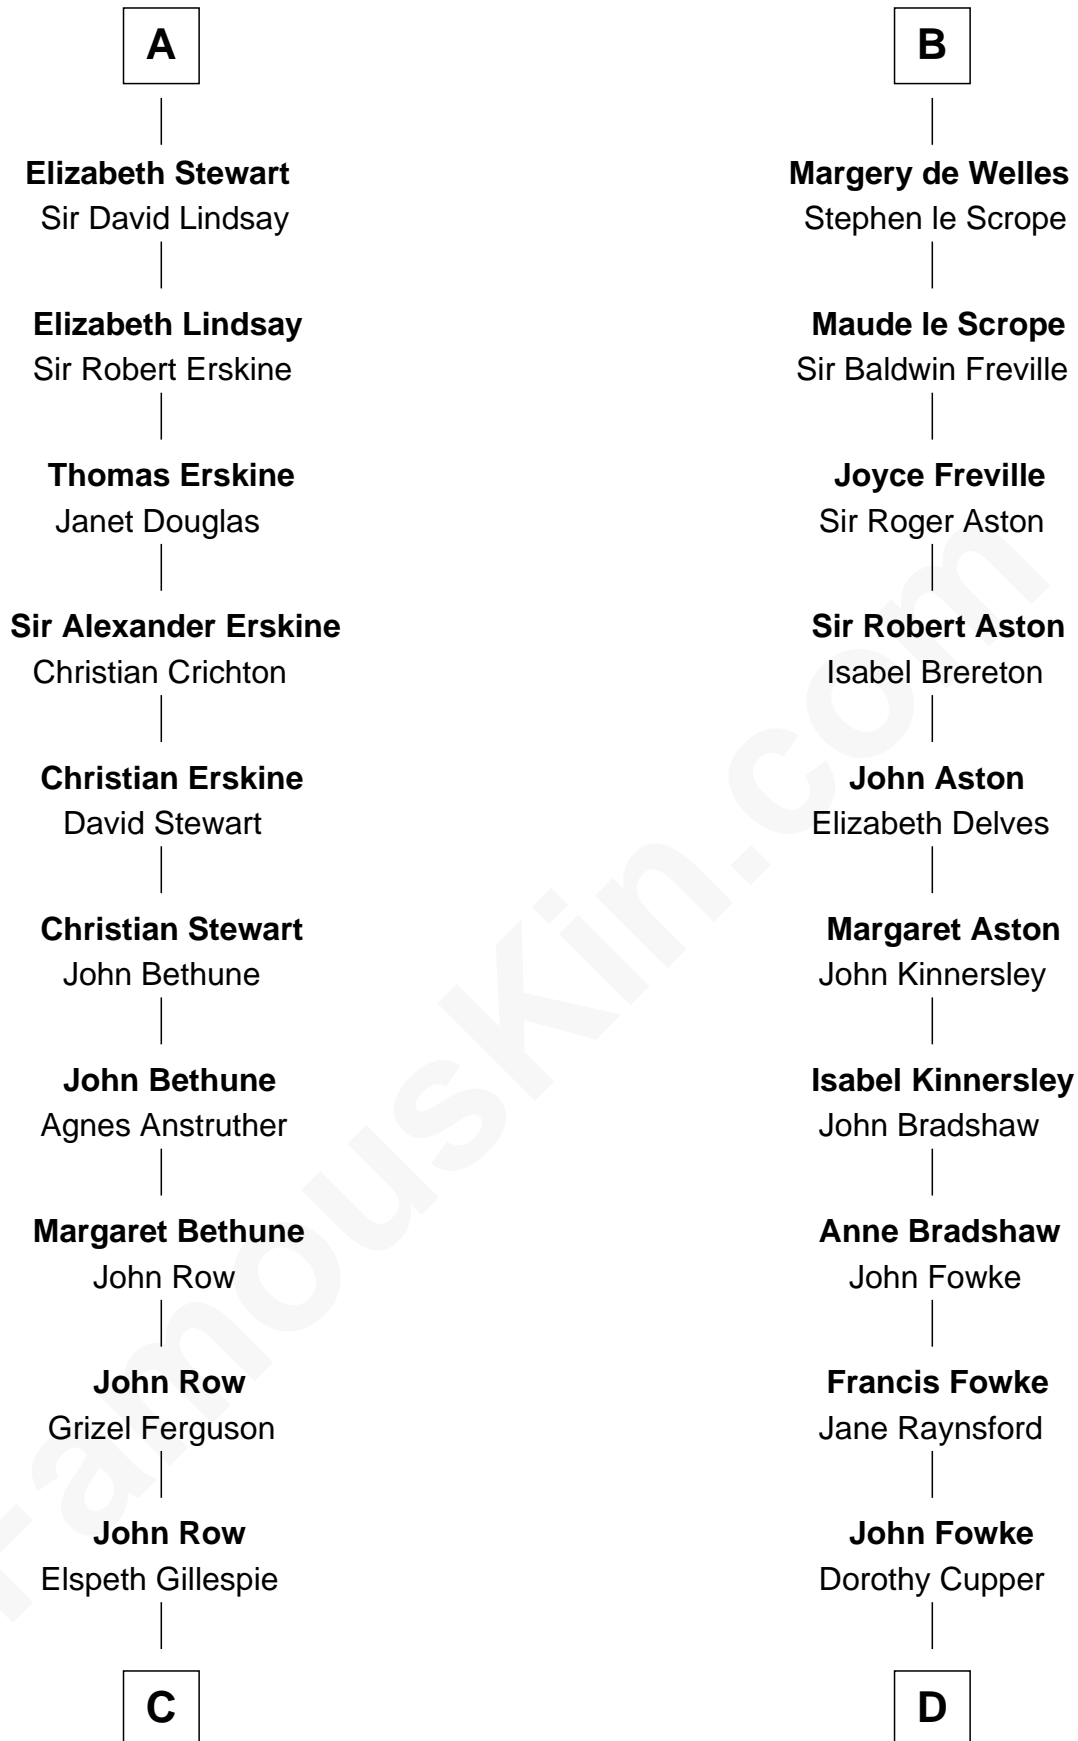 A
Elizabeth Stewart
Sir David Lindsay
Elizabeth Lindsay
Sir Robert Erskine
Thomas Erskine
Janet Douglas
Sir Alexander Erskine
Christian Crichton
Christian Erskine
David Stewart
Christian Stewart
John Bethune
John Bethune
Agnes Anstruther
Margaret Bethune
John Row
John Row
Grizel Ferguson
John Row
Elspeth Gillespie
C
B
Margery de Welles
Stephen le Scrope
Maude le Scrope
Sir Baldwin Freville
Joyce Freville
Sir Roger Aston
Sir Robert Aston
Isabel Brereton
John Aston
Elizabeth Delves
Margaret Aston
John Kinnersley
Isabel Kinnersley
John Bradshaw
Anne Bradshaw
John Fowke
Francis Fowke
Jane Raynsford
John Fowke
Dorothy Cupper
D
FamousKin.com